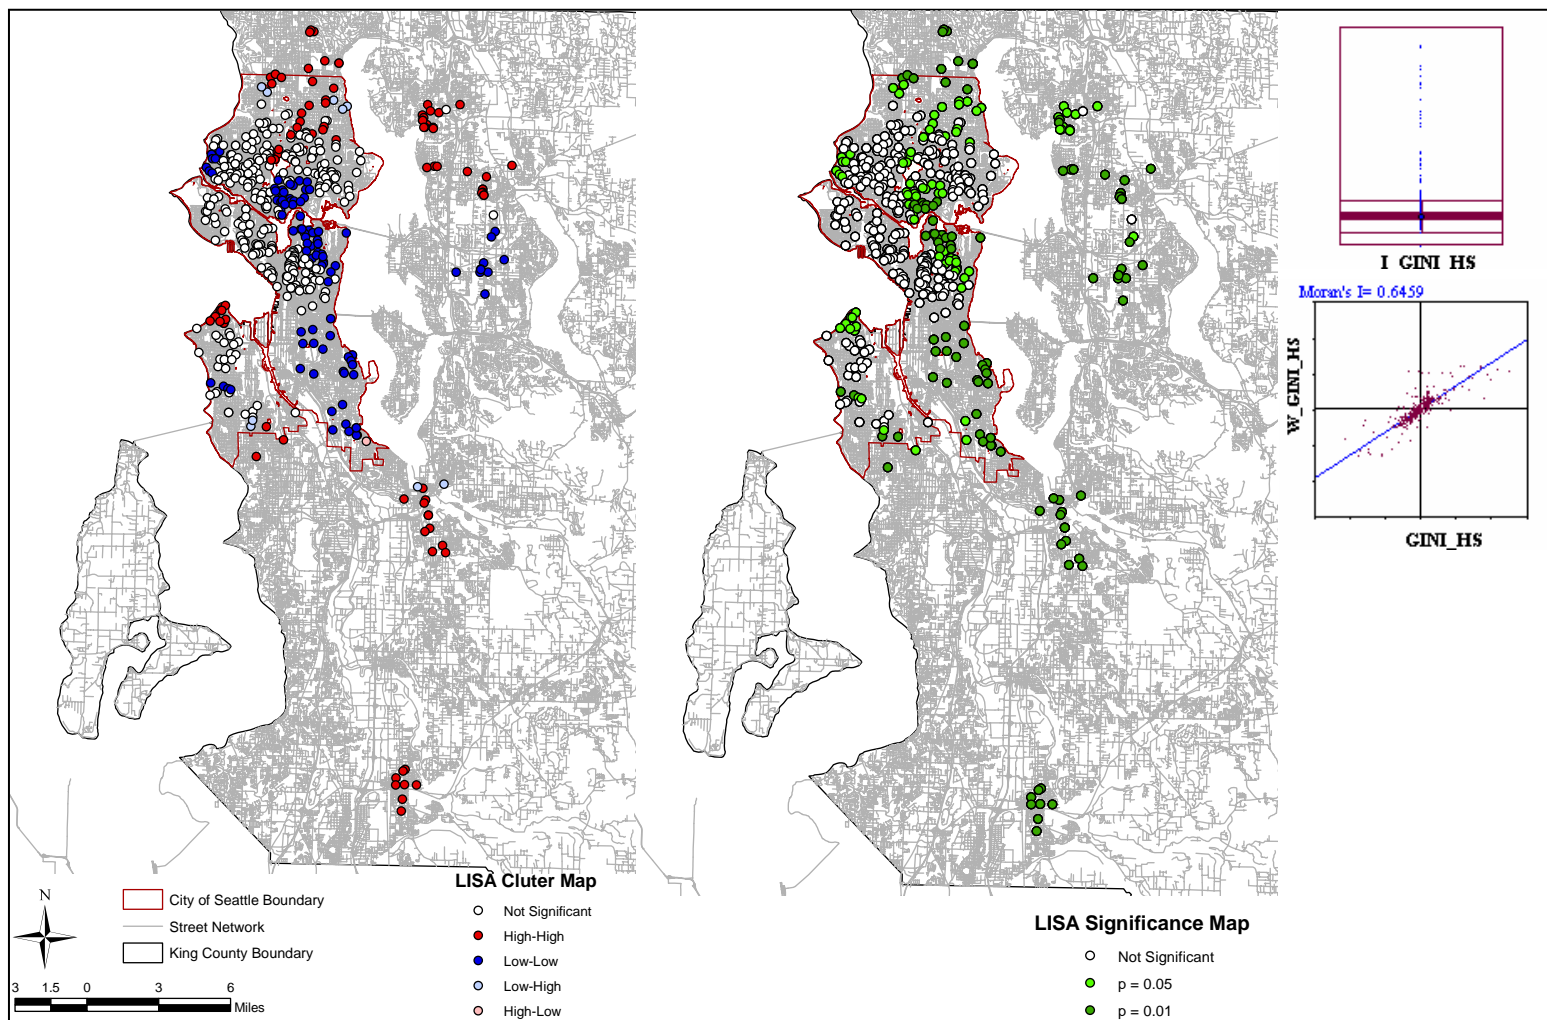 I_GINI_HS
Moran's I= 0.6459
W_GINI_HS
GINI_HS
N
City of Seattle Boundary
Street Network
King County Boundary
3 1.5 0 3 6
Miles
LISA Cluter Map
Not Significant
High-High
Low-Low
Low-High
High-Low
LISA Significance Map
Not Significant
p = 0.05
p = 0.01